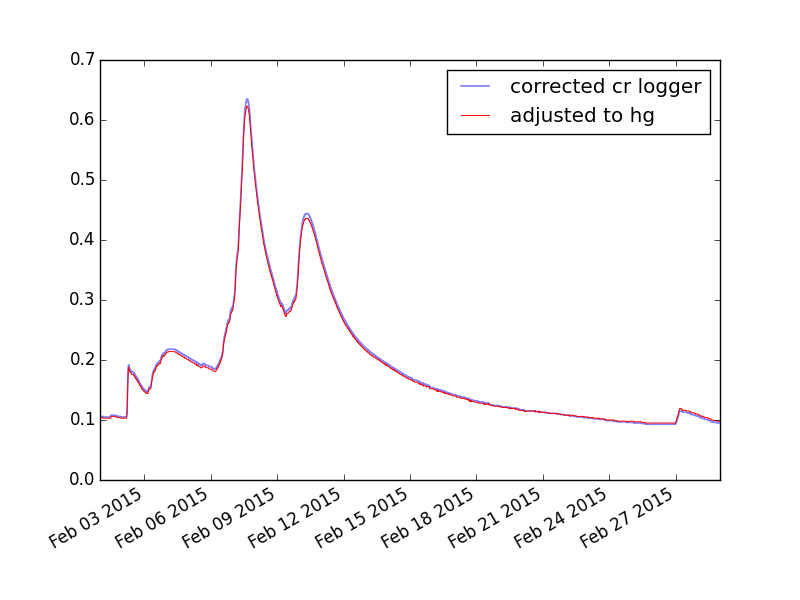 0.7
0.6
0.5
0.4
0.3
0.2
0.1
0.0
corrected cr logger
adjusted to hg
Feb 03 2015
Feb 06 2015
Feb 09 2015
Feb 12 2015
Feb 15 2015
Feb 18 2015
Feb 21 2015
Feb 24 2015
Feb 27 2015